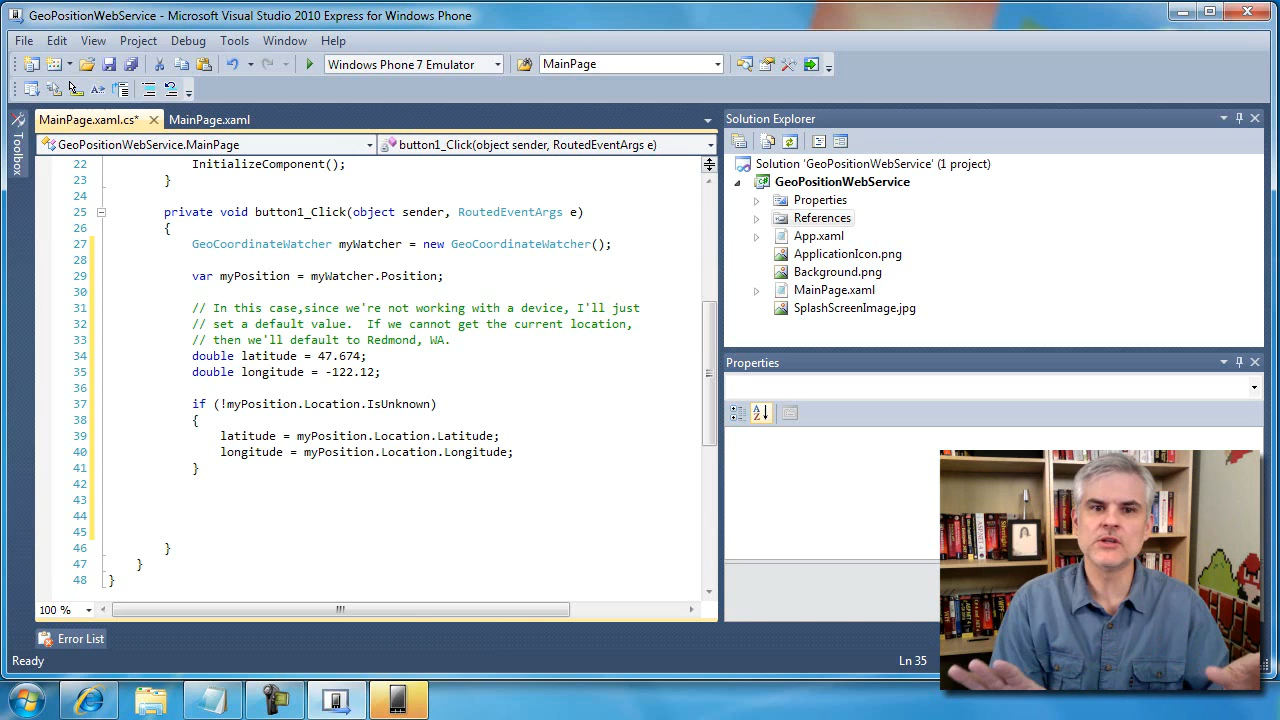 GeoPositionWebService - Microsoft Visual Studio 2010 Express for Windows Phone
File Edit View Project Debug Tools Window Help
Windows Phone 7 Emulator MainPage
MainPage.xaml.cs* MainPage.xaml
GeoPositionWebService.MainPage button1_Click(object sender, RoutedEventArgs e)
Toolbox
22 InitializeComponent();
23 }
24
25 private void button1_Click(object sender, RoutedEventArgs e)
26 {
27 GeoCoordinateWatcher myWatcher = new GeoCoordinateWatcher();
28
29 var myPosition = myWatcher.Position;
30
31 // In this case,since we're not working with a device, I'll just
32 // set a default value.  If we cannot get the current location,
33 // then we'll default to Redmond, WA.
34 double latitude = 47.674;
35 double longitude = -122.12;
36
37 if (!myPosition.Location.IsUnknown)
38 {
39 latitude = myPosition.Location.Latitude;
40 longitude = myPosition.Location.Longitude;
41 }
42
43
44
45
46 }
47 }
48 }
100 %
Solution Explorer
Solution 'GeoPositionWebService' (1 project)
GeoPositionWebService
Properties
References
App.xaml
ApplicationIcon.png
Background.png
MainPage.xaml
SplashScreenImage.jpg
Properties
Error List
Ready Ln 35